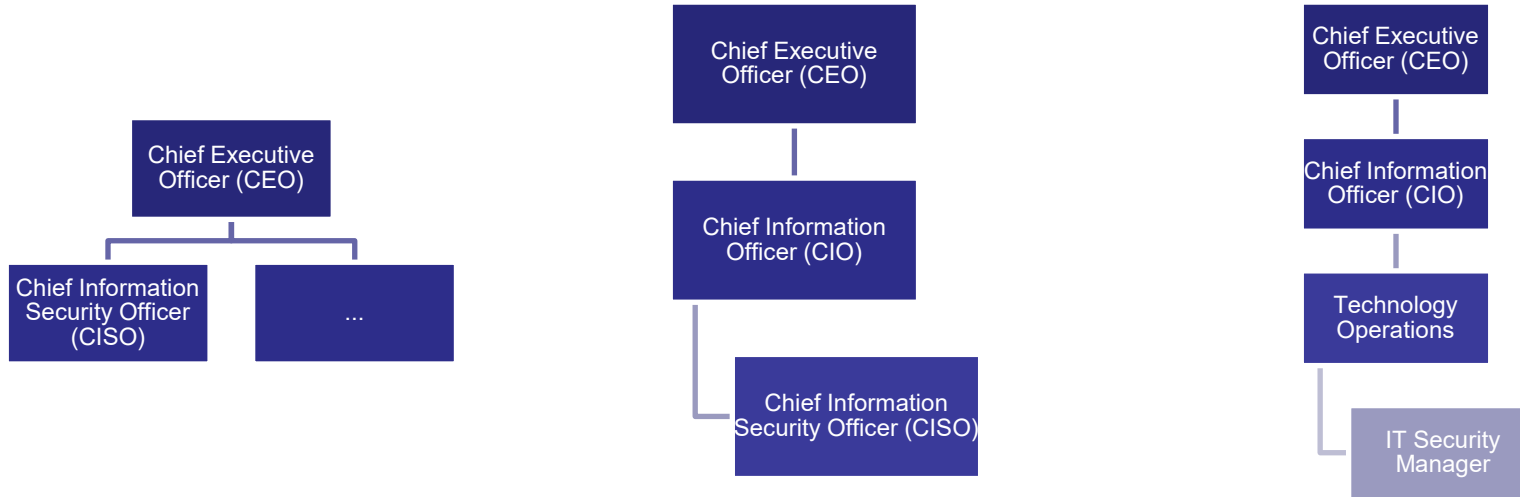 Chief Executive
Officer (CEO)
Chief Information
Security Officer
(CISO)
...
Chief Executive
Officer (CEO)
Chief Information
Officer (CIO)
Chief Information
Security Officer (CISO)
Chief Executive
Officer (CEO)
Chief Information
Officer (CIO)
Technology
Operations
IT Security
Manager